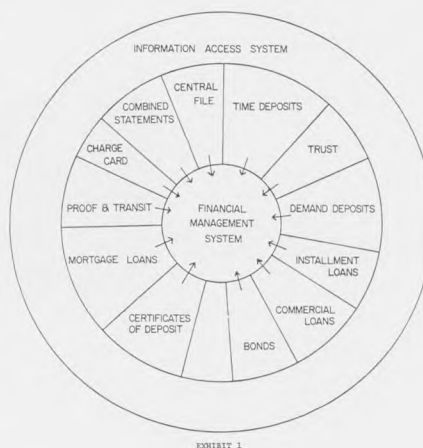 INFORMATION ACCESS SYSTEM
CENTRAL
FILE
TIME DEPOSITS
COMBINED
STATEMENTS
TRUST
CHARGE
CARD
PROOF & TRANSIT
FINANCIAL
MANAGEMENT
SYSTEM
DEMAND DEPOSITS
MORTGAGE LOANS
INSTALLMENT
LOANS
CERTIFICATES
OF DEPOSIT
COMMERCIAL
LOANS
BONDS
EXHIBIT 1